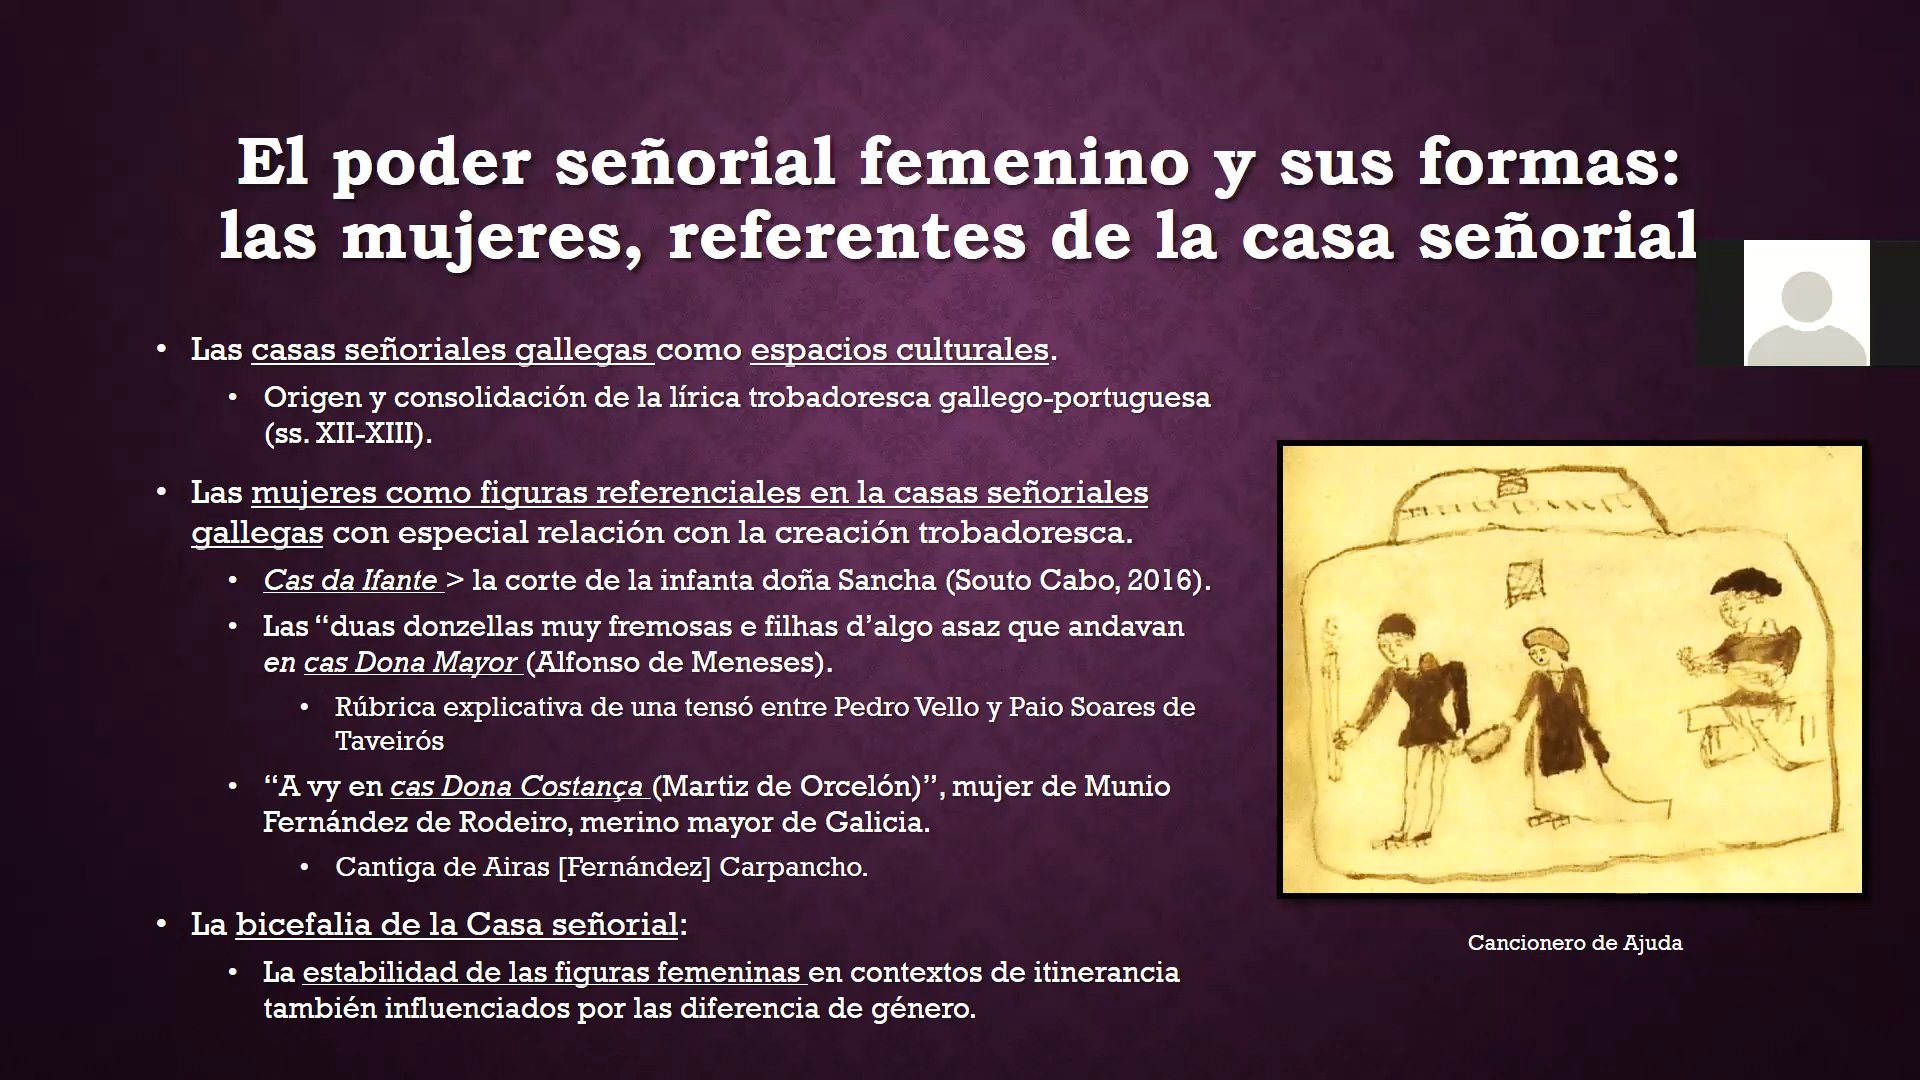 El poder señorial femenino y sus formas:
las mujeres, referentes de la casa señorial
• Las casas señoriales gallegas como espacios culturales.
• Origen y consolidación de la lírica trobadoresca gallego-portuguesa
(ss. XII-XIII).
• Las mujeres como figuras referenciales en la casas señoriales
gallegas con especial relación con la creación trobadoresca.
• Cas da Ifante > la corte de la infanta doña Sancha (Souto Cabo, 2016).
• Las “duas donzellas muy fremosas e filhas d’algo asaz que andavan
en cas Dona Mayor (Alfonso de Meneses).
• Rúbrica explicativa de una tensó entre Pedro Vello y Paio Soares de
Taveirós
• “A vy en cas Dona Costança (Martiz de Orcelón)”, mujer de Munio
Fernández de Rodeiro, merino mayor de Galicia.
• Cantiga de Airas [Fernández] Carpancho.
• La bicefalia de la Casa señorial:
• La estabilidad de las figuras femeninas en contextos de itinerancia
también influenciados por las diferencia de género.
Cancionero de Ajuda